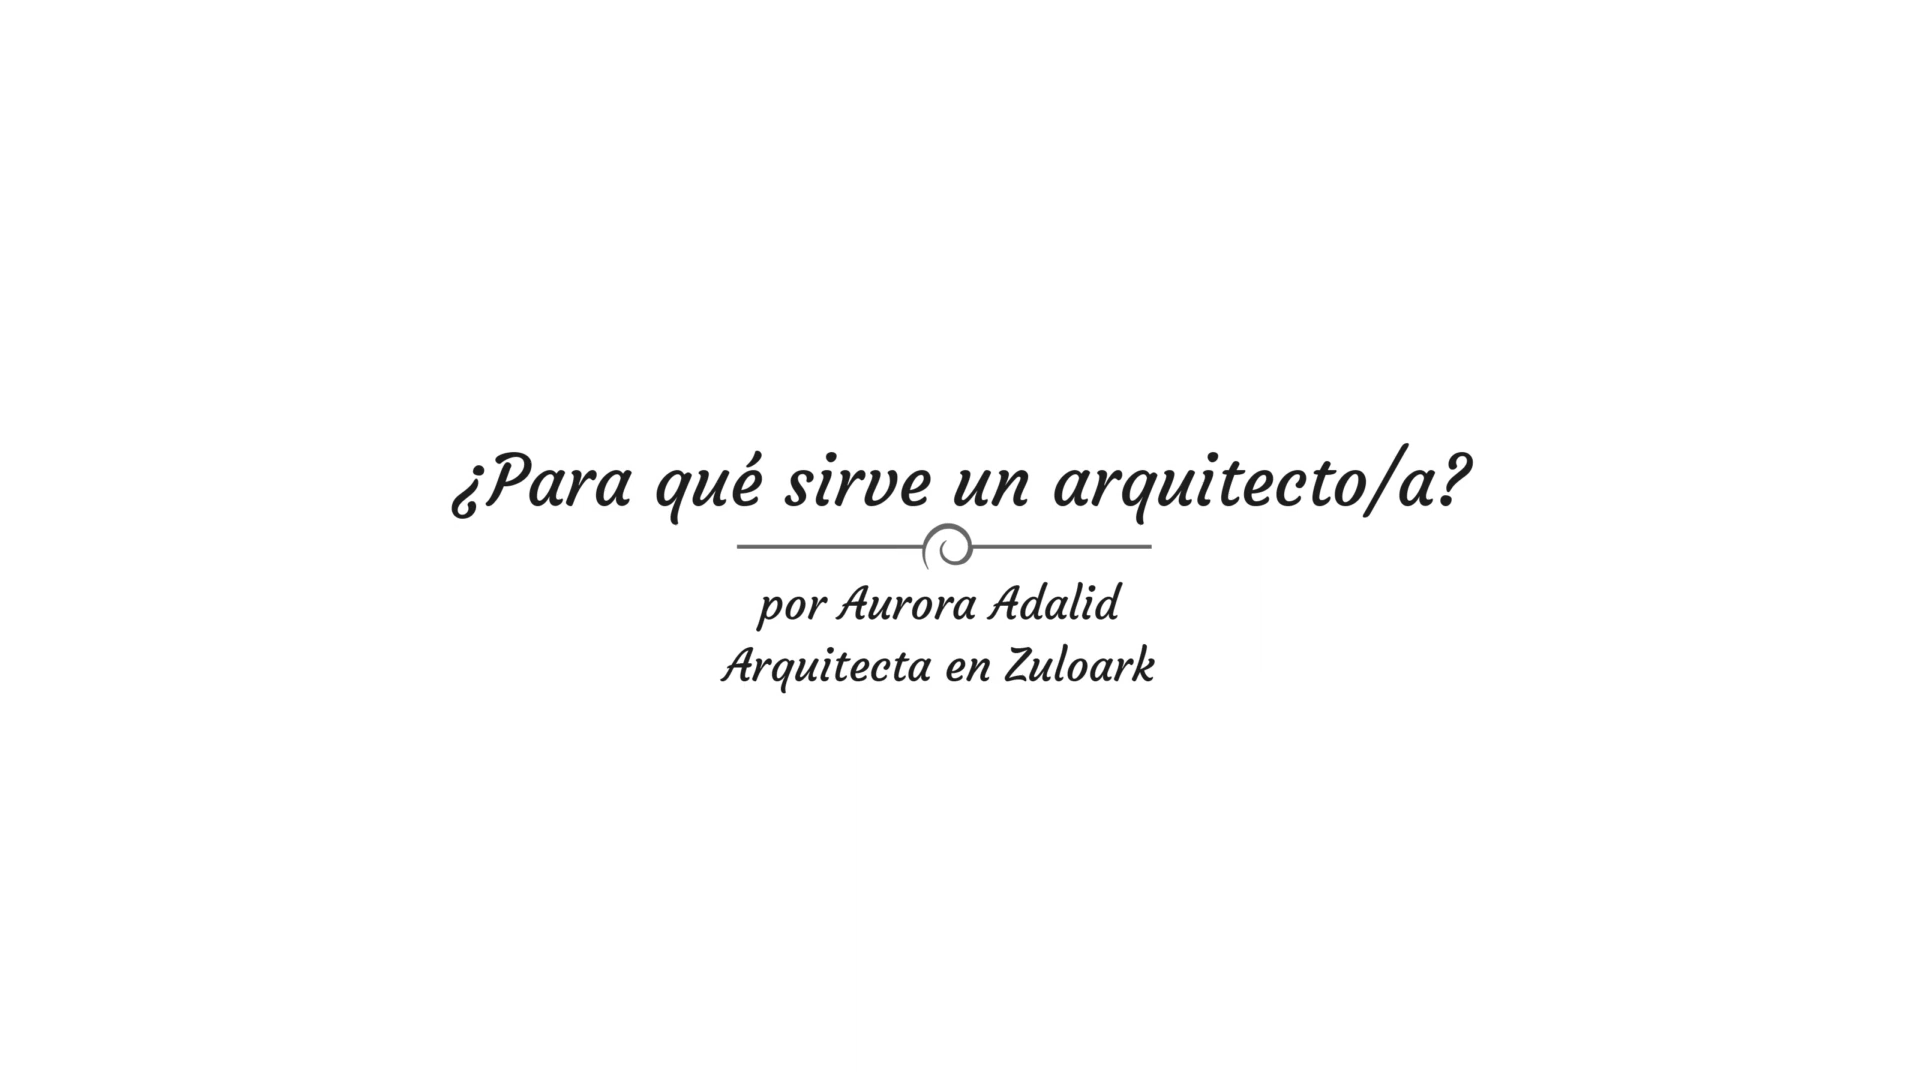 ¿Para qué sirve un arquitecto/a?
por Aurora Adalid
Arquitecta en Zuloark